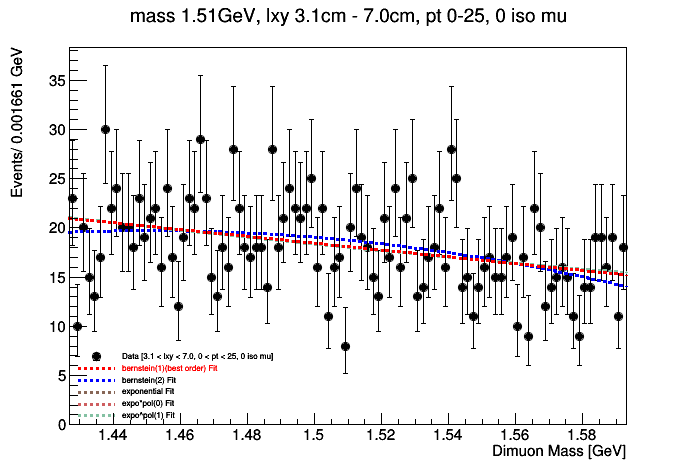 mass 1.51GeV, lxy 3.1cm - 7.0cm, pt 0-25, 0 iso mu
Events/ 0.001661 GeV
35
30
25
20
15
10
5
0
Data [3.1 < lxy < 7.0, 0 < pt < 25, 0 iso mu]
bernstein(1)(best order) Fit
bernstein(2) Fit
exponential Fit
expo*pol(0) Fit
expo*pol(1) Fit
1.44 1.46 1.48 1.5 1.52 1.54 1.56 1.58
Dimuon Mass [GeV]